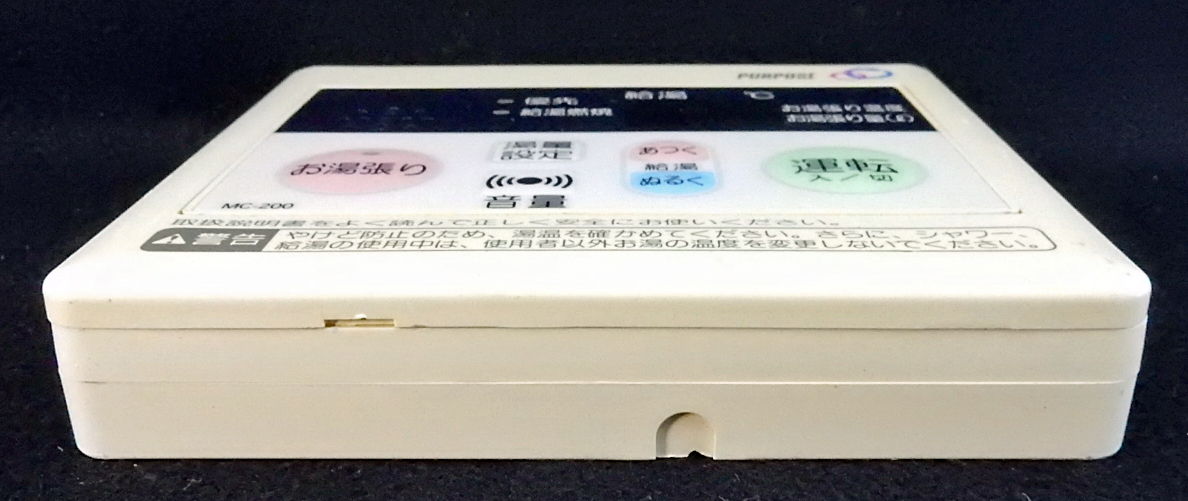 PURPOSE
給湯 ℃
優先
給湯燃焼
お湯張り温度
お湯張り量(ℓ)
お湯張り
湯量
設定
音量
あつく
給湯
ぬるく
運転
入／切
MC-200
取扱説明書をよく読んで正しく安全にお使いください。
警告
やけど防止のため、湯温を確かめてください。さらに、シャワー、
給湯の使用中は、使用者以外お湯の温度を変更しないでください。